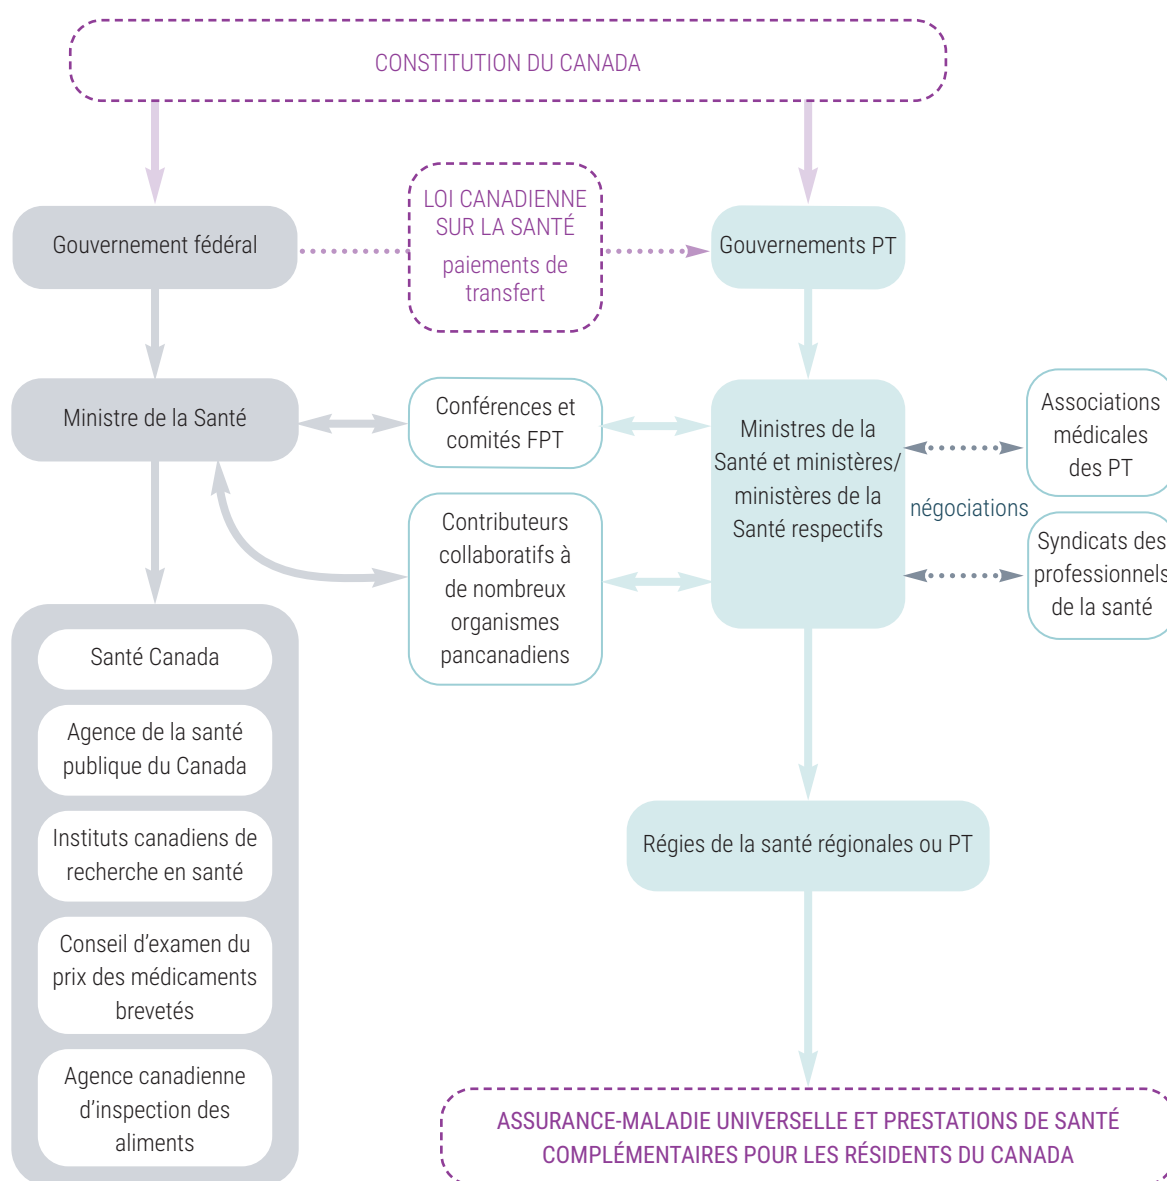 CONSTITUTION DU CANADA
Gouvernement fédéral
LOI CANADIENNE
SUR LA SANTÉ
paiements de
transfert
Gouvernements PT
Ministre de la Santé
Conférences et
comités FPT
Ministres de la
Santé et ministères/
ministères de la
Santé respectifs
Associations
médicales
des PT
négociations
Contributeurs
collaboratifs à
de nombreux
organismes
pancanadiens
Syndicats des
professionnels
de la santé
Santé Canada
Agence de la santé
publique du Canada
Instituts canadiens de
recherche en santé
Conseil d'examen du
prix des médicaments
brevetés
Agence canadienne
d'inspection des
aliments
Régies de la santé régionales ou PT
ASSURANCE-MALADIE UNIVERSELLE ET PRESTATIONS DE SANTÉ
COMPLÉMENTAIRES POUR LES RÉSIDENTS DU CANADA